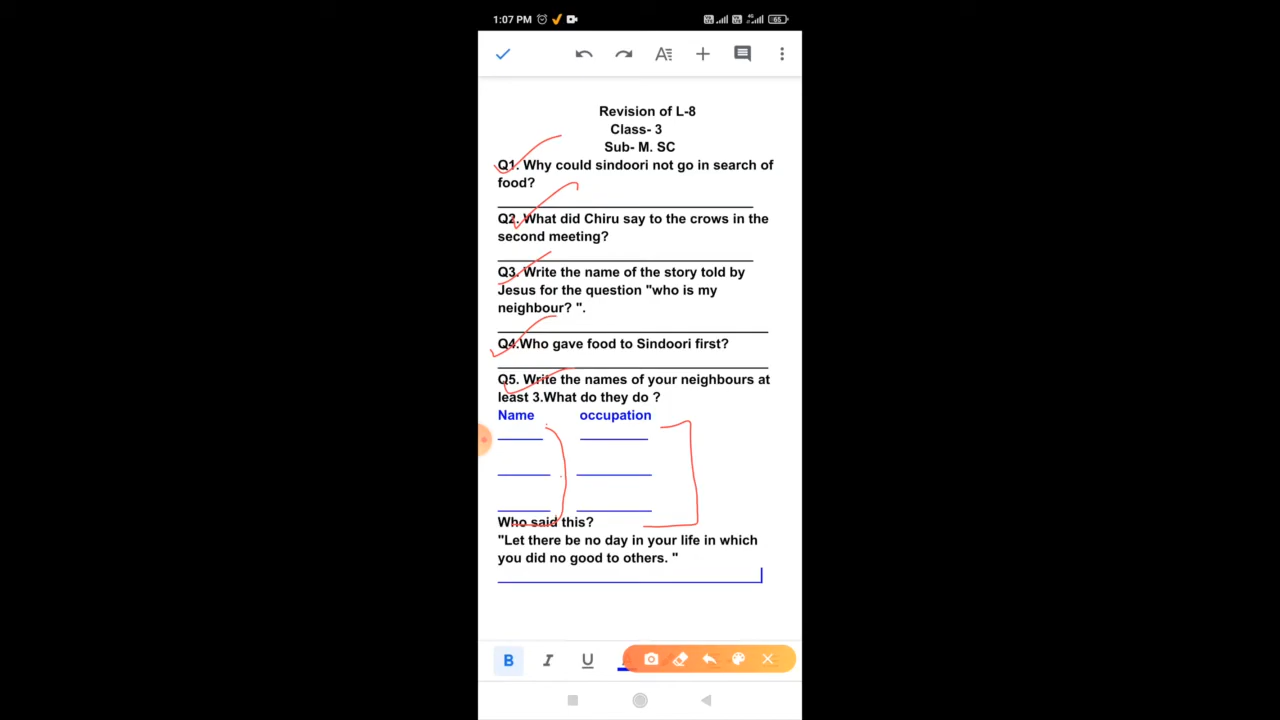 1:07 PM
65
Revision of L-8
Class- 3
Sub- M. SC
Q1. Why could sindoori not go in search of
food?
Q2. What did Chiru say to the crows in the
second meeting?
Q3. Write the name of the story told by
Jesus for the question "who is my
neighbour? ".
Q4.Who gave food to Sindoori first?
Q5. Write the names of your neighbours at
least 3.What do they do ?
Name occupation
Who said this?
"Let there be no day in your life in which
you did no good to others. "
B I U